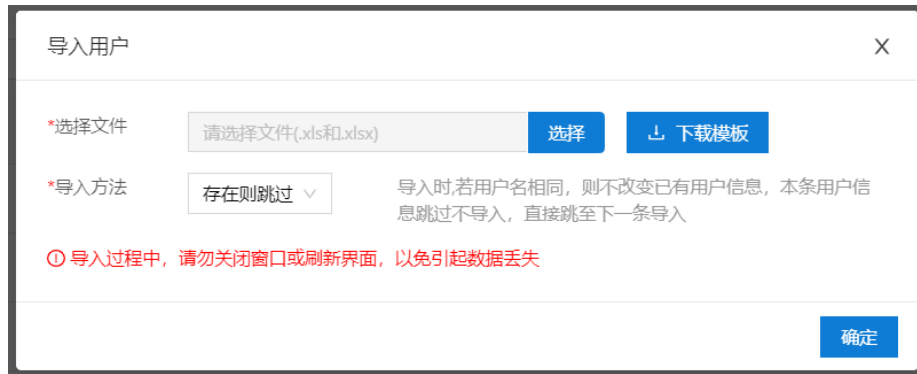 导入用户
*选择文件
请选择文件(.xls和.xlsx)
选择
下载模板
*导入方法
存在则跳过
导入时,若用户名相同，则不改变已有用户信息，本条用户信
息跳过不导入，直接跳至下一条导入
导入过程中，请勿关闭窗口或刷新界面，以免引起数据丢失
确定